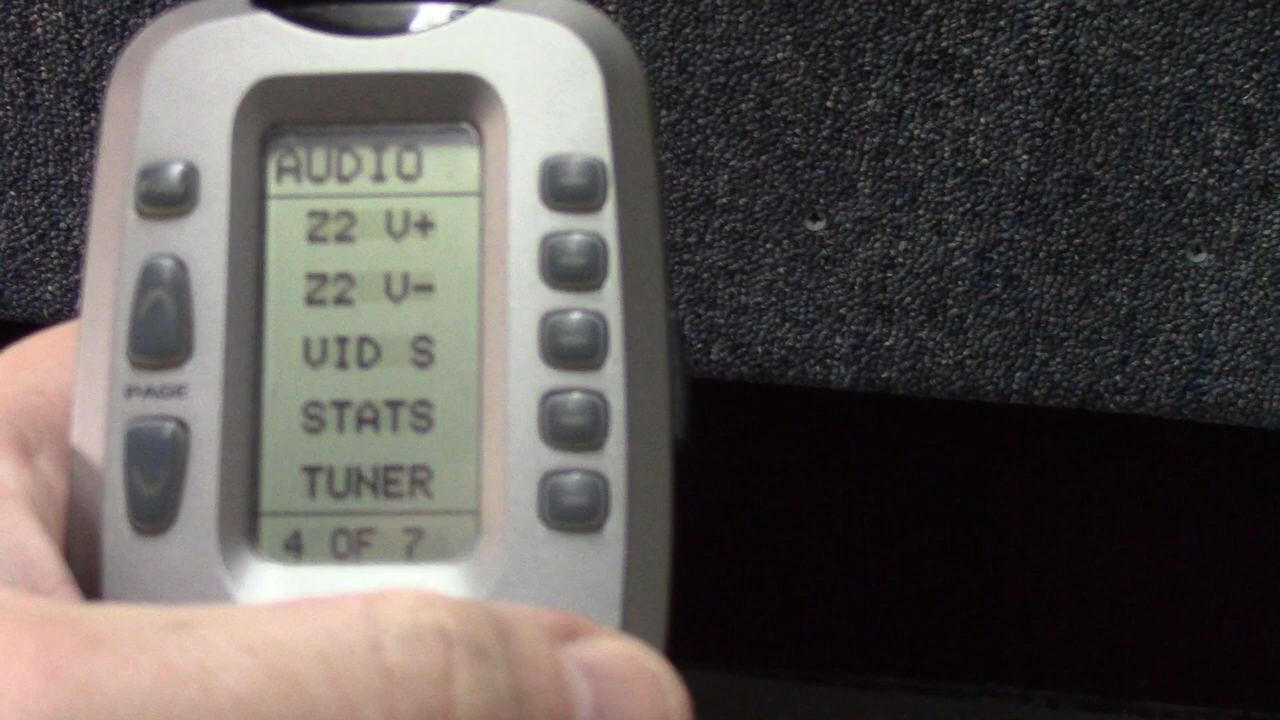 AUDIO
Z2 V+
Z2 V-
VID S
STATS
TUNER
PAGE
4 OF 7